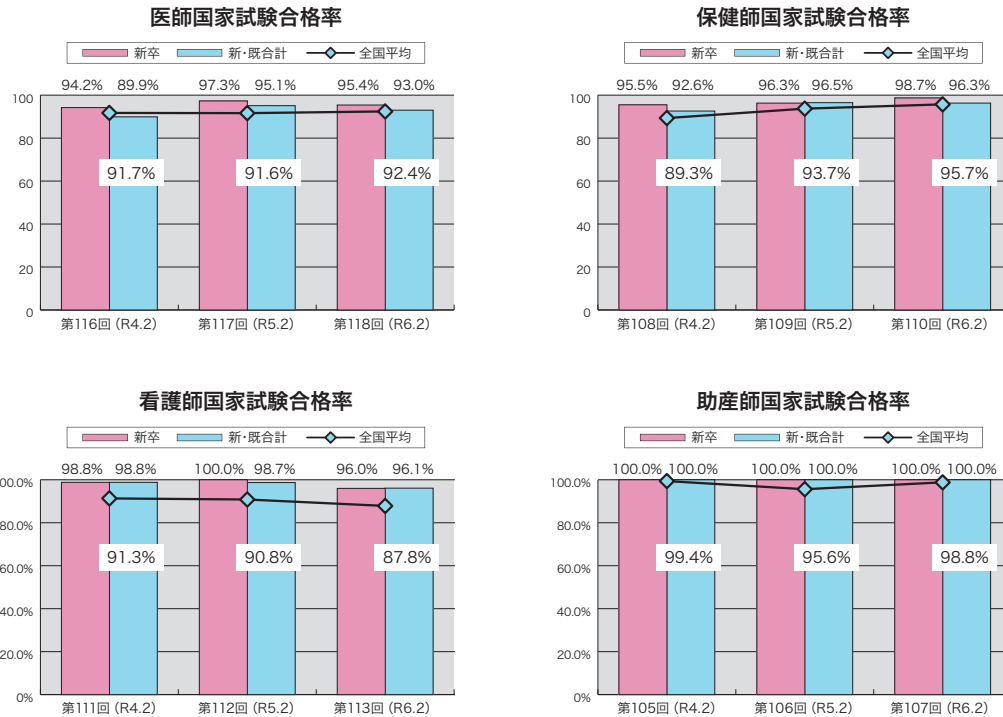 医師国家試験合格率
新卒 新・既合計 全国平均
94.2% 89.9% 97.3% 95.1% 95.4% 93.0%
100
80
60
40
20
0
91.7% 91.6% 92.4%
第116回 (R4.2) 第117回 (R5.2) 第118回 (R6.2)
保健師国家試験合格率
新卒 新・既合計 全国平均
95.5% 92.6% 96.3% 96.5% 98.7% 96.3%
100
80
60
40
20
0
89.3% 93.7% 95.7%
第108回 (R4.2) 第109回 (R5.2) 第110回 (R6.2)
看護師国家試験合格率
新卒 新・既合計 全国平均
98.8% 98.8% 100.0% 98.7% 96.0% 96.1%
00.0%
80.0%
60.0%
40.0%
20.0%
0%
91.3% 90.8% 87.8%
第111回 (R4.2) 第112回 (R5.2) 第113回 (R6.2)
助産師国家試験合格率
新卒 新・既合計 全国平均
100.0% 100.0% 100.0% 100.0% 100.0% 100.0%
100.0%
80.0%
60.0%
40.0%
20.0%
0%
99.4% 95.6% 98.8%
第105回 (R4.2) 第106回 (R5.2) 第107回 (R6.2)